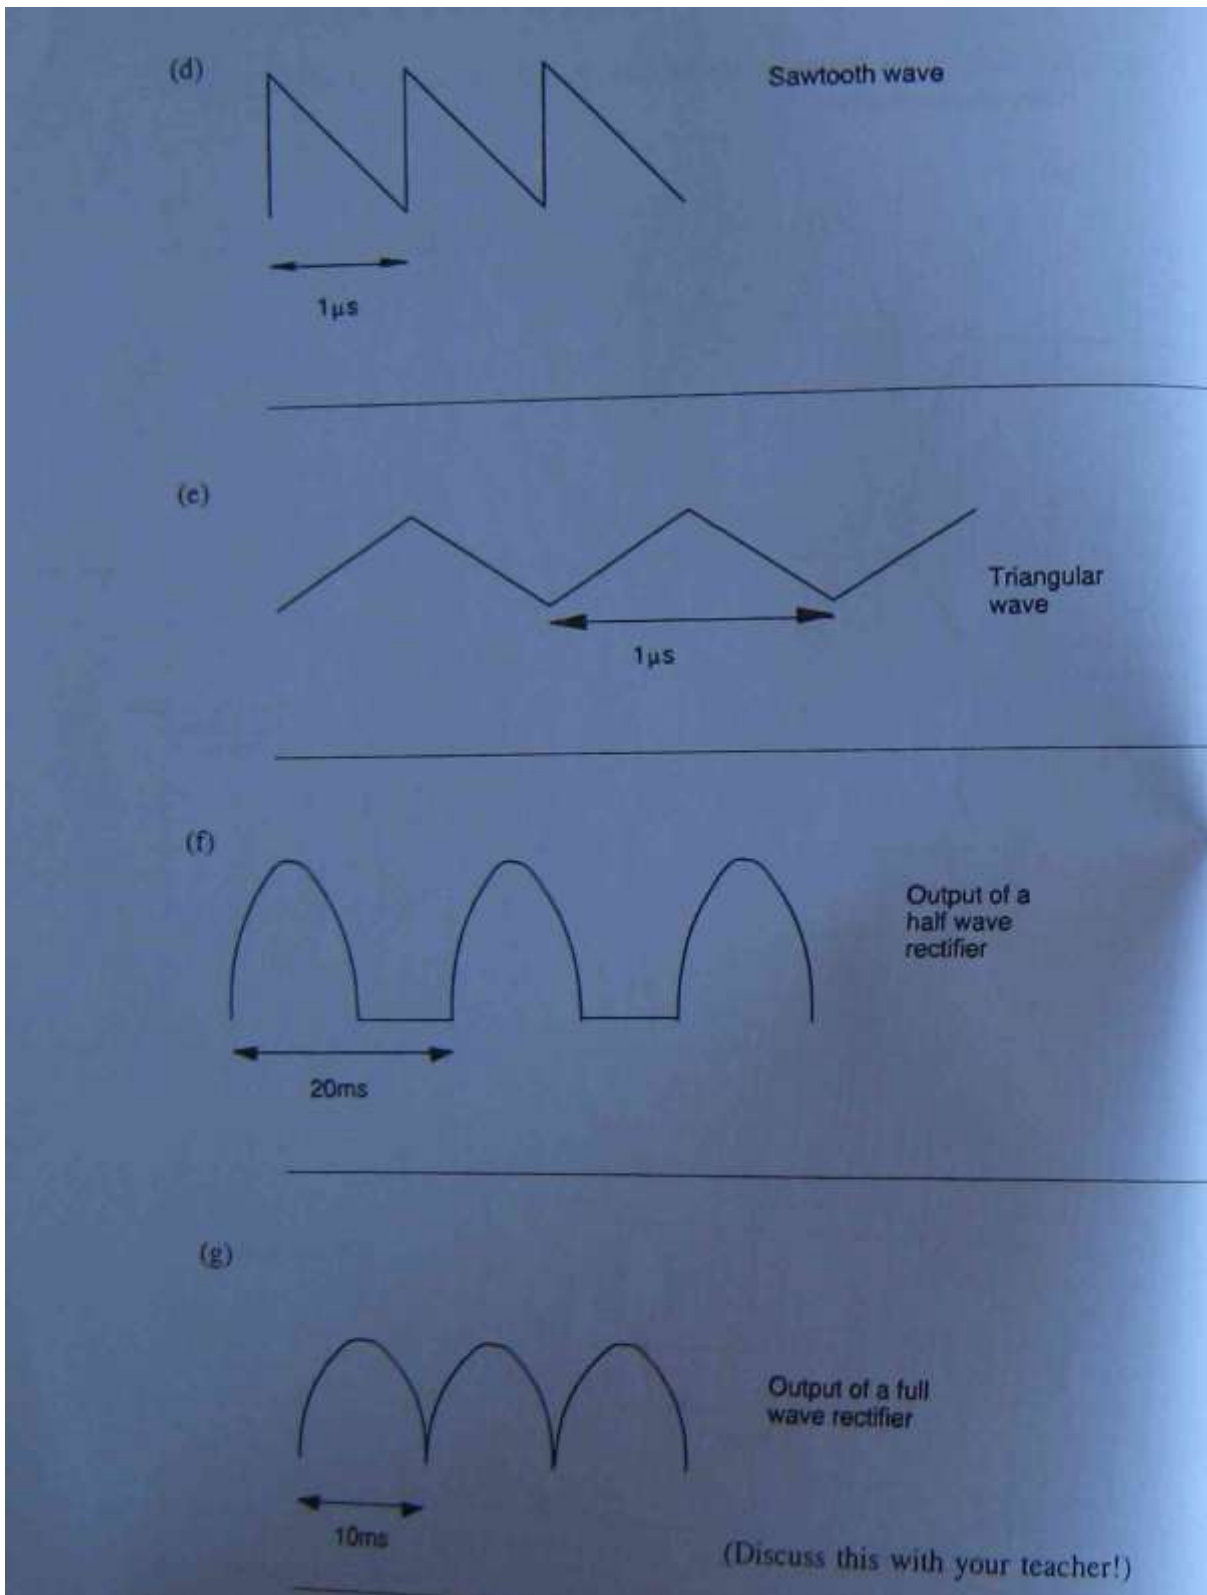 (d)
Sawtooth wave
1µs
(e)
Triangular
wave
1µs
(f)
Output of a
half wave
rectifier
20ms
(g)
Output of a full
wave rectifier
10ms
(Discuss this with your teacher!)